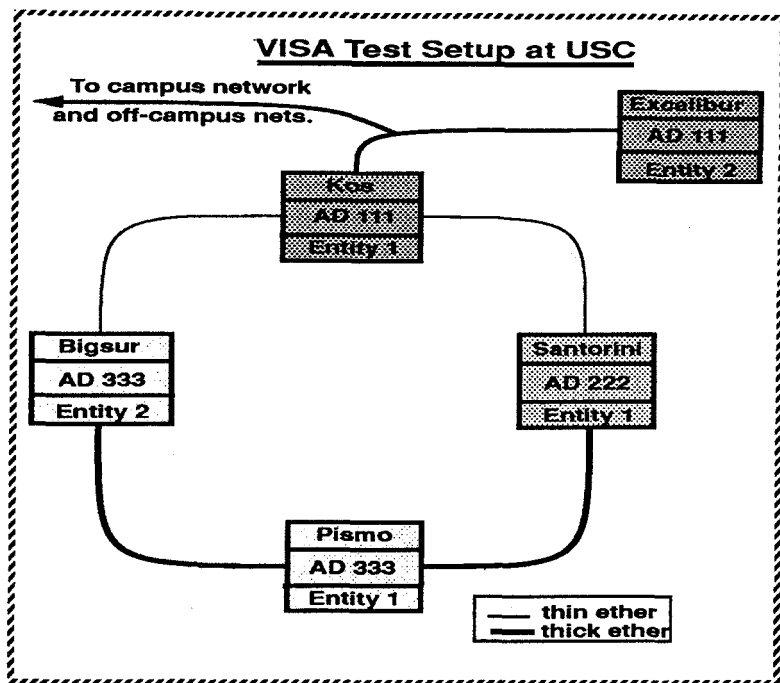 VISA Test Setup at USC
To campus network
and off-campus nets.
Excalibur
AD 111
Entity 2
Kos
AD 111
Entity 1
Bigsur
AD 333
Entity 2
Santorini
AD 222
Entity 1
Pismo
AD 333
Entity 1
thin ether
thick ether